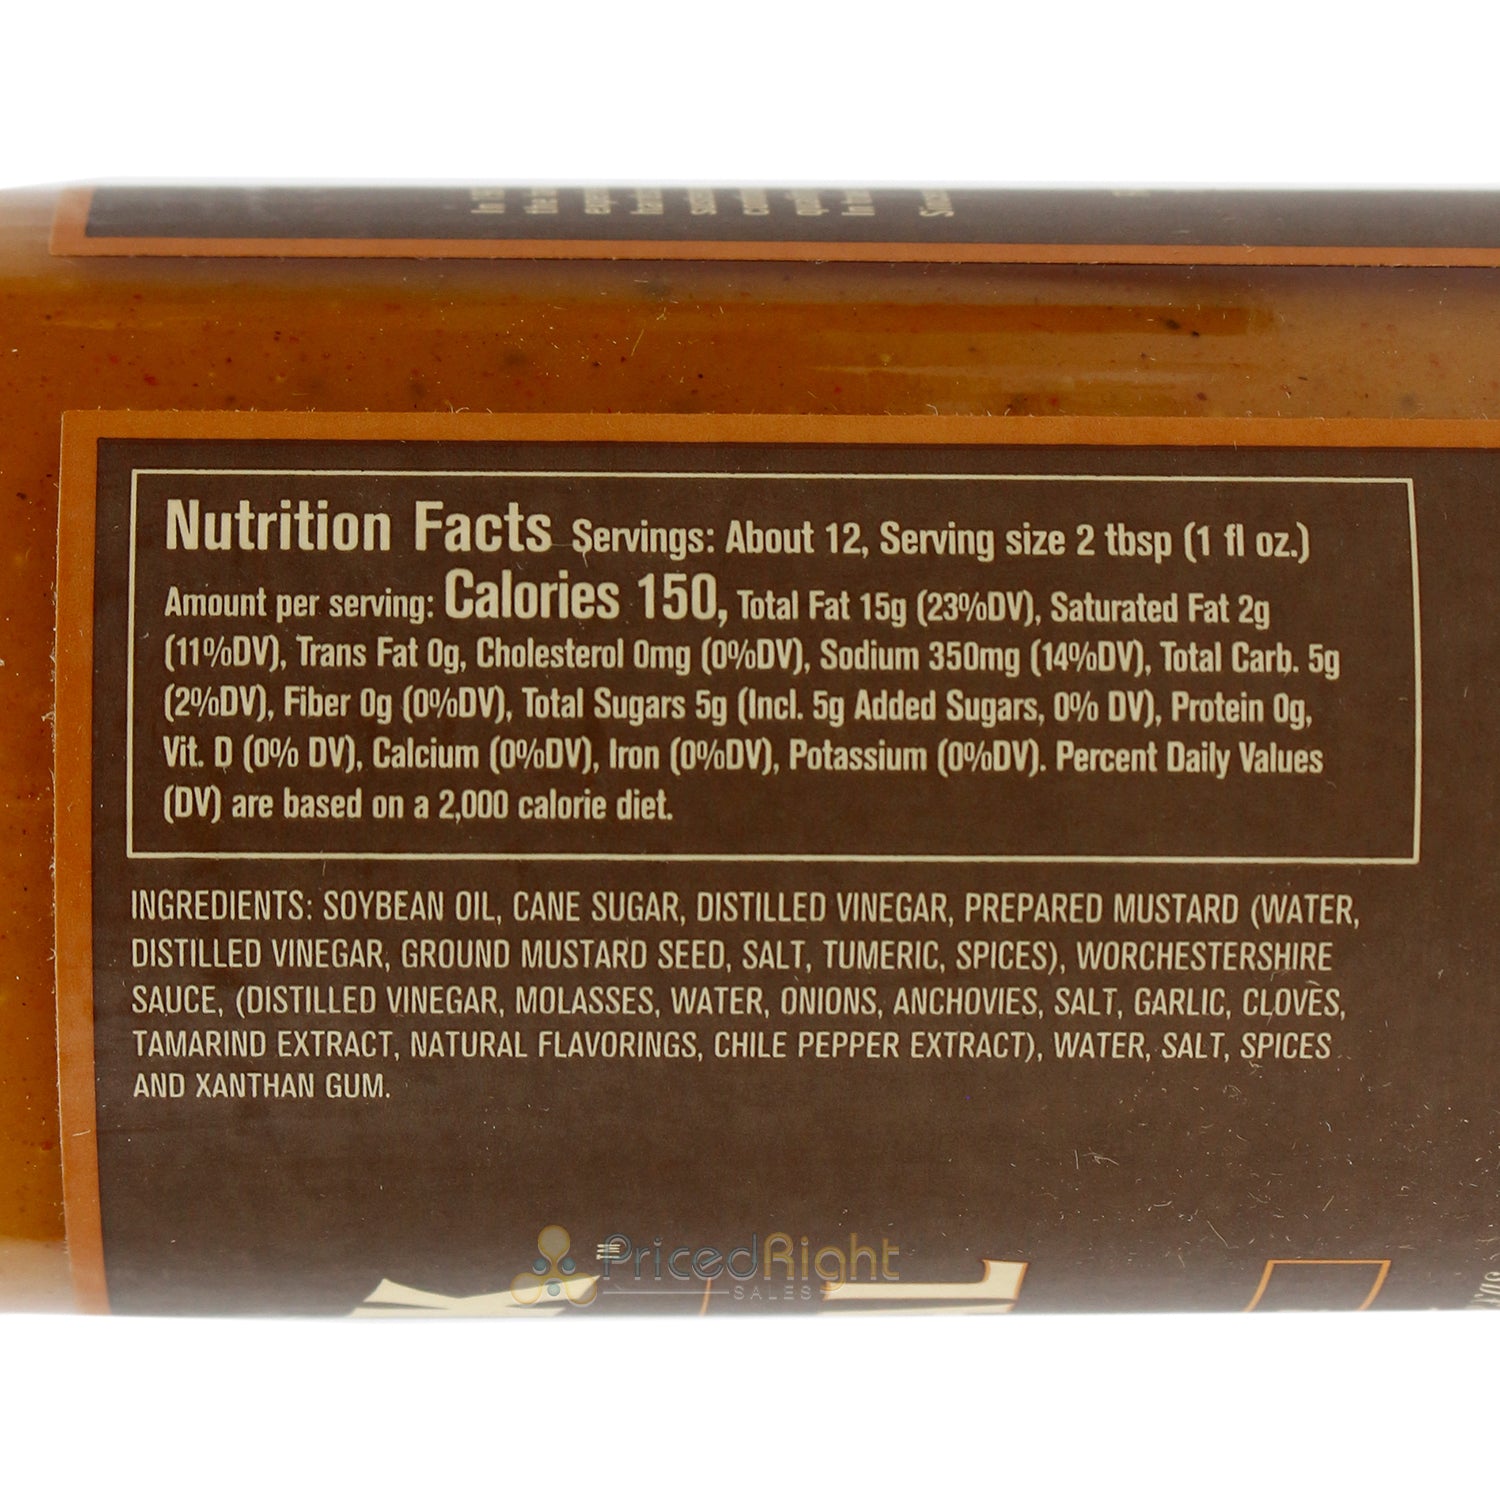 Nutrition Facts Servings: About 12, Serving size 2 tbsp (1 fl oz.)
Amount per serving: Calories 150, Total Fat 15g (23%DV), Saturated Fat 2g
(11%DV), Trans Fat 0g, Cholesterol 0mg (0%DV), Sodium 350mg (14%DV), Total Carb. 5g
(2%DV), Fiber 0g (0%DV), Total Sugars 5g (Incl. 5g Added Sugars, 0% DV), Protein 0g,
Vit. D (0% DV), Calcium (0%DV), Iron (0%DV), Potassium (0%DV). Percent Daily Values
(DV) are based on a 2,000 calorie diet.
INGREDIENTS: SOYBEAN OIL, CANE SUGAR, DISTILLED VINEGAR, PREPARED MUSTARD (WATER,
DISTILLED VINEGAR, GROUND MUSTARD SEED, SALT, TUMERIC, SPICES), WORCHESTERSHIRE
SAUCE, (DISTILLED VINEGAR, MOLASSES, WATER, ONIONS, ANCHOVIES, SALT, GARLIC, CLOVES,
TAMARIND EXTRACT, NATURAL FLAVORINGS, CHILE PEPPER EXTRACT), WATER, SALT, SPICES
AND XANTHAN GUM.
TM
PricedRight
SALES